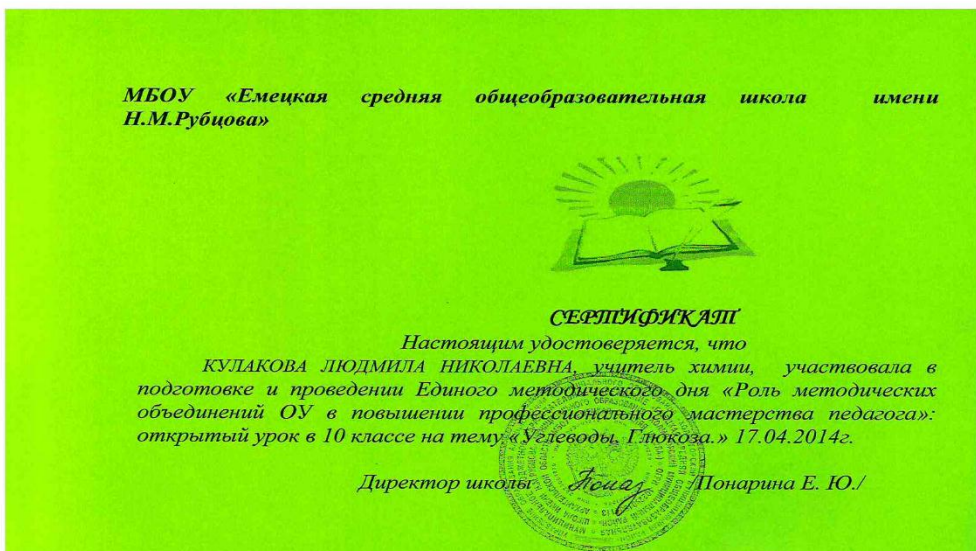 МБОУ «Емецкая средняя общеобразовательная школа имени
Н.М.Рубцова»
СЕРТИФИКАТ
Настоящим удостоверяется, что
КУЛАКОВА ЛЮДМИЛА НИКОЛАЕВНА, учитель химии, участвовала в
подготовке и проведении Единого методического дня «Роль методических
объединений ОУ в повышении профессионального мастерства педагога»:
открытый урок в 10 классе на тему «Углеводы. Глюкоза.» 17.04.2014г.
Директор школы /Понарина Е. Ю./